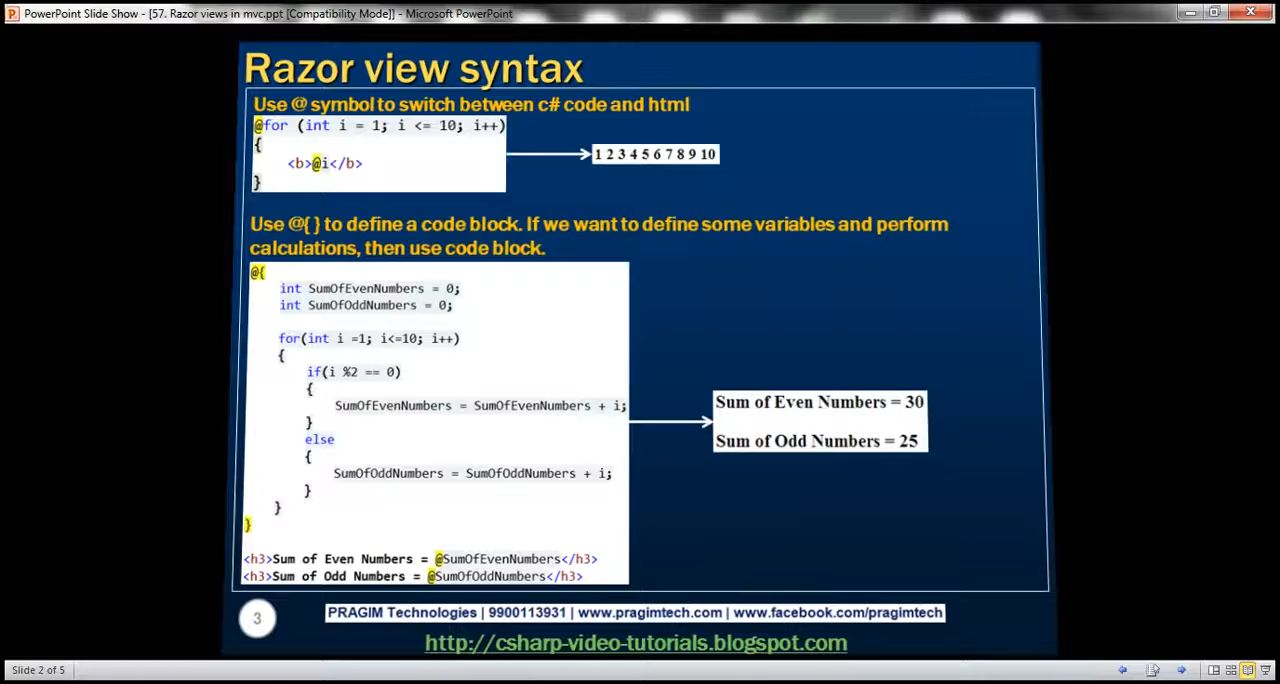 PowerPoint Slide Show - [57. Razor views in mvc.ppt [Compatibility Mode]] - Microsoft PowerPoint
Razor view syntax
Use @ symbol to switch between c# code and html
@for (int i = 1; i <= 10; i++)
{
<b>@i</b>
}
1 2 3 4 5 6 7 8 9 10
Use @{ } to define a code block. If we want to define some variables and perform
calculations, then use code block.
@{
int SumOfEvenNumbers = 0;
int SumOfOddNumbers = 0;
for(int i =1; i<=10; i++)
{
if(i %2 == 0)
{
SumOfEvenNumbers = SumOfEvenNumbers + i;
}
else
{
SumOfOddNumbers = SumOfOddNumbers + i;
}
}
}
<h3>Sum of Even Numbers = @SumOfEvenNumbers</h3>
<h3>Sum of Odd Numbers = @SumOfOddNumbers</h3>
Sum of Even Numbers = 30
Sum of Odd Numbers = 25
3
PRAGIM Technologies | 9900113931 | www.pragimtech.com | www.facebook.com/pragimtech
http://csharp-video-tutorials.blogspot.com
Slide 2 of 5